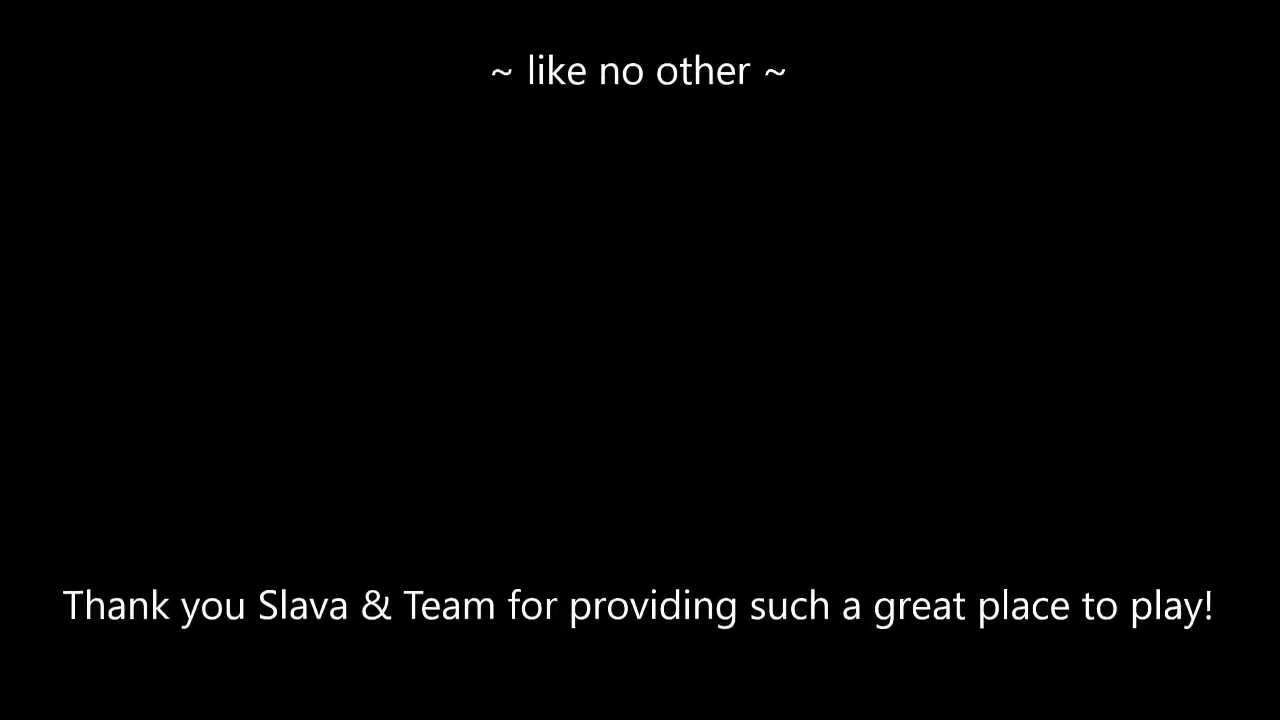 ~ like no other ~
Thank you Slava & Team for providing such a great place to play!